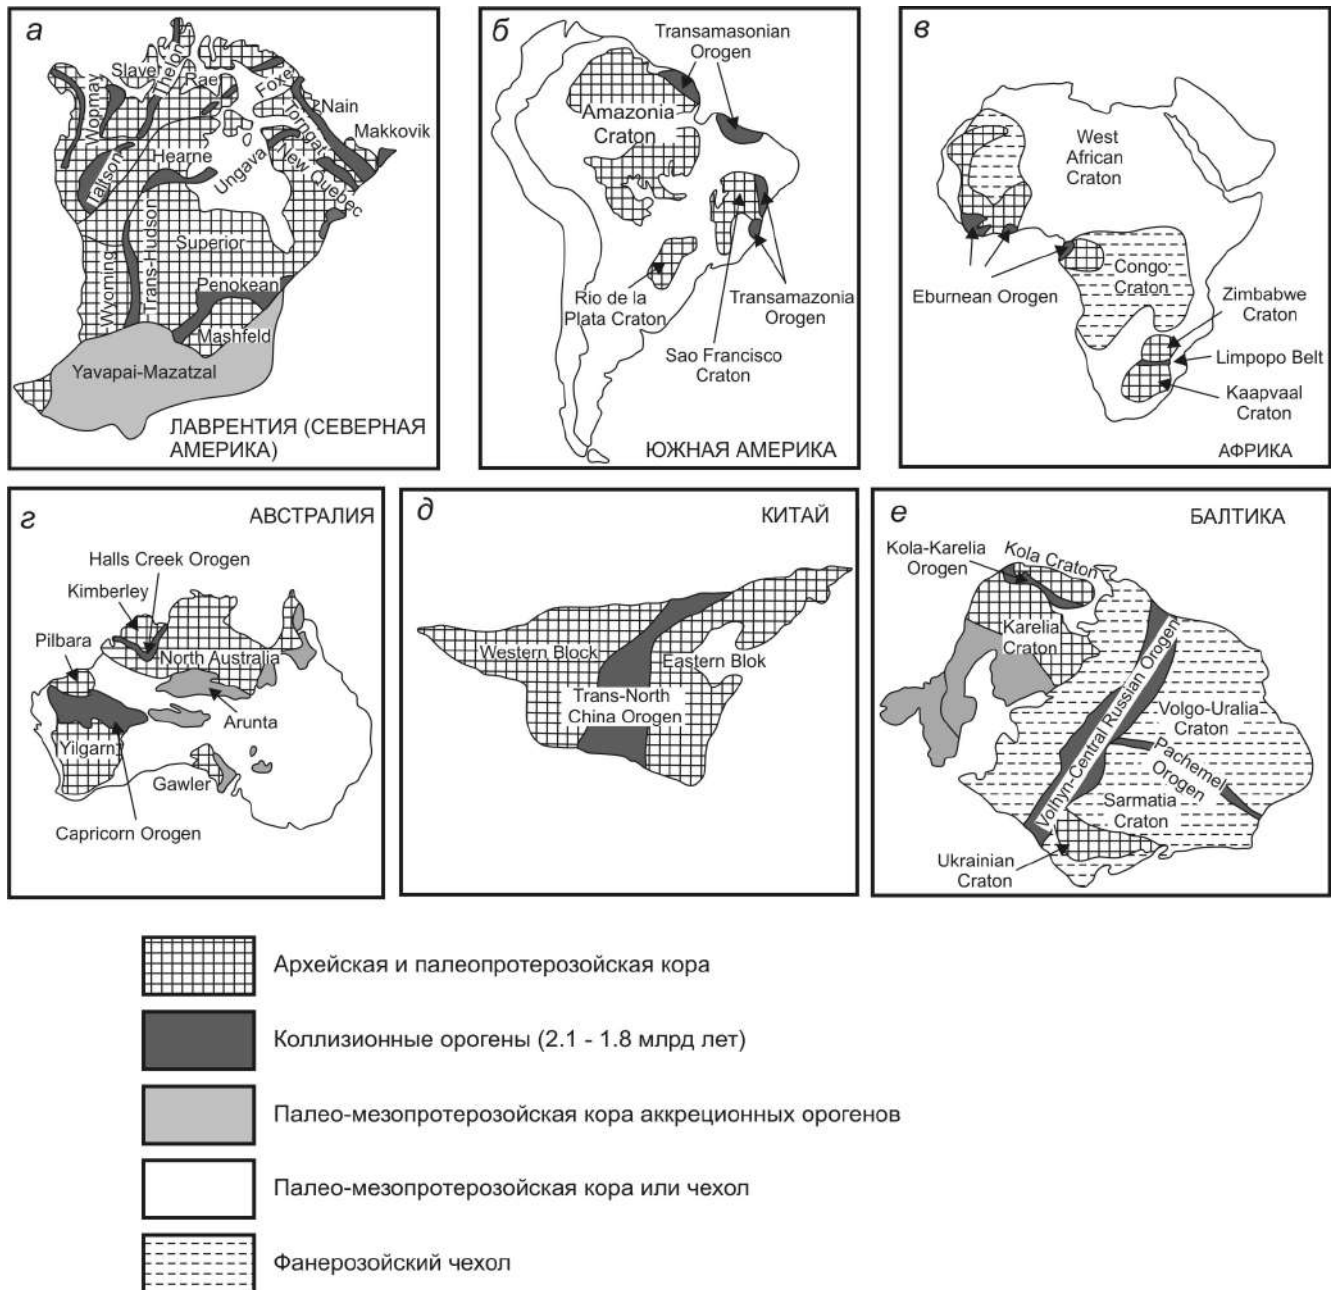 а
Slave
Thelon
Rae
Foxe
Wopmay
Nain
Torngat
Makkovik
Hearne
Taltson
Ungava
New Quebec
Superior
Trans-Hudson
Wyoming
Penokean
Mashfeld
Yavapai-Mazatzal
ЛАВРЕНТИЯ (СЕВЕРНАЯ
АМЕРИКА)
б
Transamasonian
Orogen
Amazonia
Craton
Rio de la
Plata Craton
Transamazonia
Orogen
Sao Francisco
Craton
ЮЖНАЯ АМЕРИКА
в
West
African
Craton
Congo
Craton
Eburnean Orogen
Zimbabwe
Craton
Limpopo Belt
Kaapvaal
Craton
АФРИКА
г
АВСТРАЛИЯ
Halls Creek Orogen
Kimberley
Pilbara
North Australia
Arunta
Yilgarn
Gawler
Capricorn Orogen
д
КИТАЙ
Western Block
Eastern Blok
Trans-North
China Orogen
е
БАЛТИКА
Kola-Karelia
Orogen
Kola Craton
Karelia
Craton
Volhyn-Central Russian Orogen
Volgo-Uralia
Craton
Pachemel
Orogen
Sarmatia
Craton
Ukrainian
Craton
Архейская и палеопротерозойская кора
Коллизионные орогены (2.1 - 1.8 млрд лет)
Палео-мезопротерозойская кора аккреционных орогенов
Палео-мезопротерозойская кора или чехол
Фанерозойский чехол